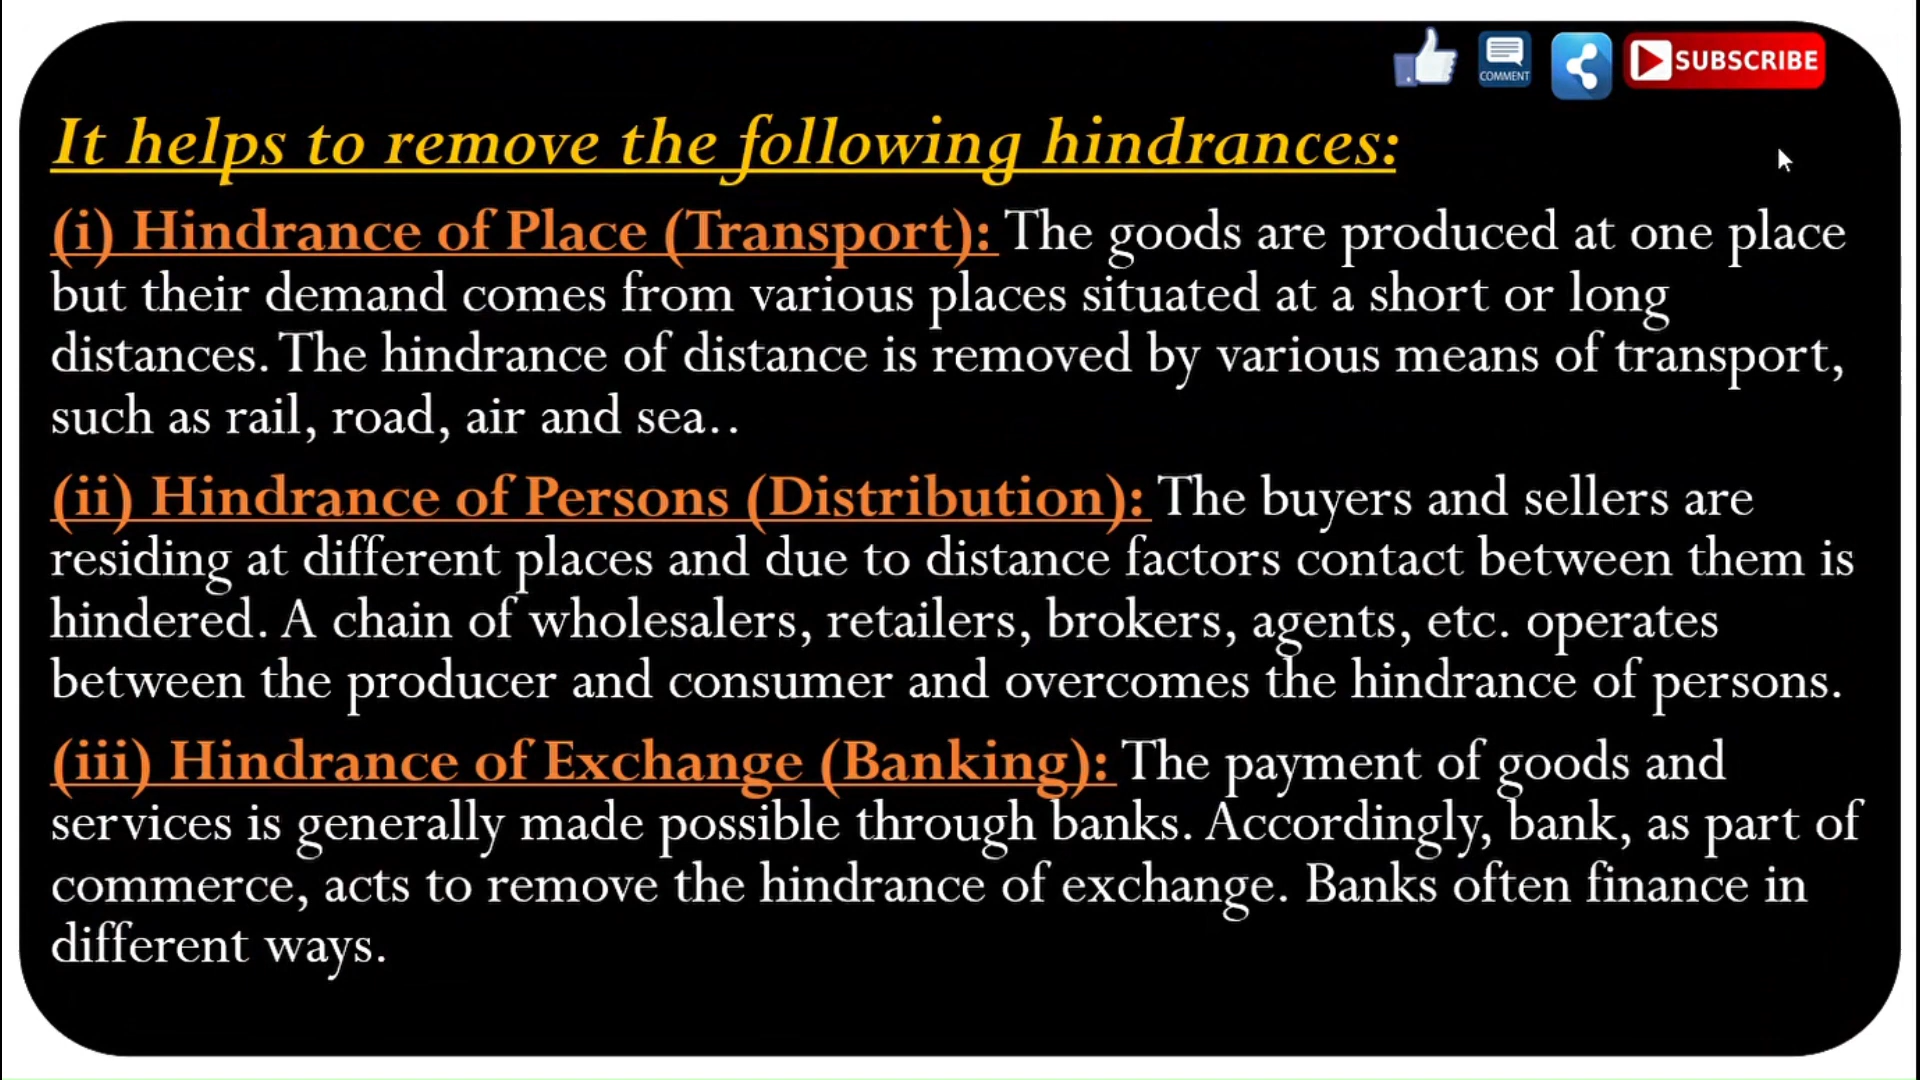 COMMENT
SUBSCRIBE
It helps to remove the following hindrances:
(i) Hindrance of Place (Transport): The goods are produced at one place
but their demand comes from various places situated at a short or long
distances. The hindrance of distance is removed by various means of transport,
such as rail, road, air and sea..
(ii) Hindrance of Persons (Distribution): The buyers and sellers are
residing at different places and due to distance factors contact between them is
hindered. A chain of wholesalers, retailers, brokers, agents, etc. operates
between the producer and consumer and overcomes the hindrance of persons.
(iii) Hindrance of Exchange (Banking): The payment of goods and
services is generally made possible through banks. Accordingly, bank, as part of
commerce, acts to remove the hindrance of exchange. Banks often finance in
different ways.